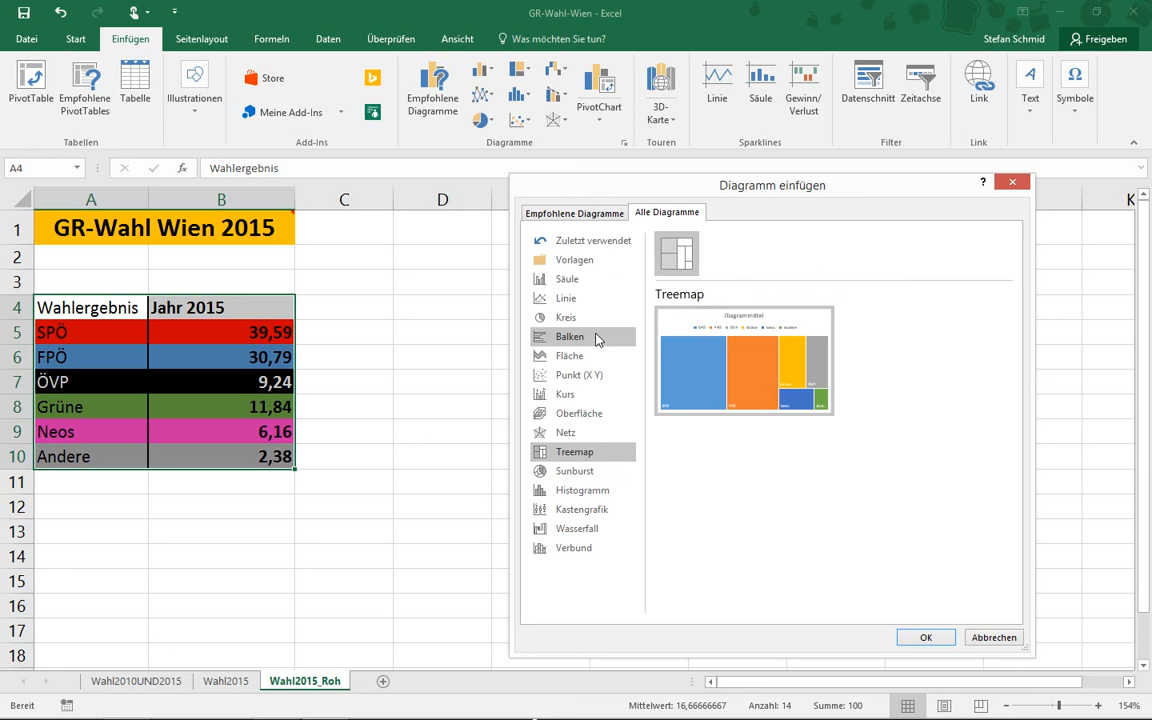 GR-Wahl-Wien - Excel
Datei Start Einfügen Seitenlayout Formeln Daten Überprüfen Ansicht Was möchten Sie tun? Stefan Schmid Freigeben
PivotTable
Empfohlene
PivotTables
Tabelle
Illustrationen
Store
Meine Add-Ins
Empfohlene
Diagramme
PivotChart
3D-
Karte
Linie
Säule
Gewinn/
Verlust
Datenschnitt
Zeitachse
Link
Text
Symbole
Tabellen Add-Ins Diagramme Touren Sparklines Filter Link
A4 fx Wahlergebnis
A B C D K
1 GR-Wahl Wien 2015
2
3
4 Wahlergebnis Jahr 2015
5 SPÖ 39,59
6 FPÖ 30,79
7 ÖVP 9,24
8 Grüne 11,84
9 Neos 6,16
10 Andere 2,38
11
12
13
14
15
16
17
18
Diagramm einfügen ?
Empfohlene Diagramme Alle Diagramme
Zuletzt verwendet
Vorlagen
Säule
Linie
Kreis
Balken
Fläche
Punkt (X Y)
Kurs
Oberfläche
Netz
Treemap
Sunburst
Histogramm
Kastengrafik
Wasserfall
Verbund
Treemap
Diagrammtitel
OK Abbrechen
Wahl2010UND2015 Wahl2015 Wahl2015_Roh
Bereit Mittelwert: 16,66666667 Anzahl: 14 Summe: 100 154%